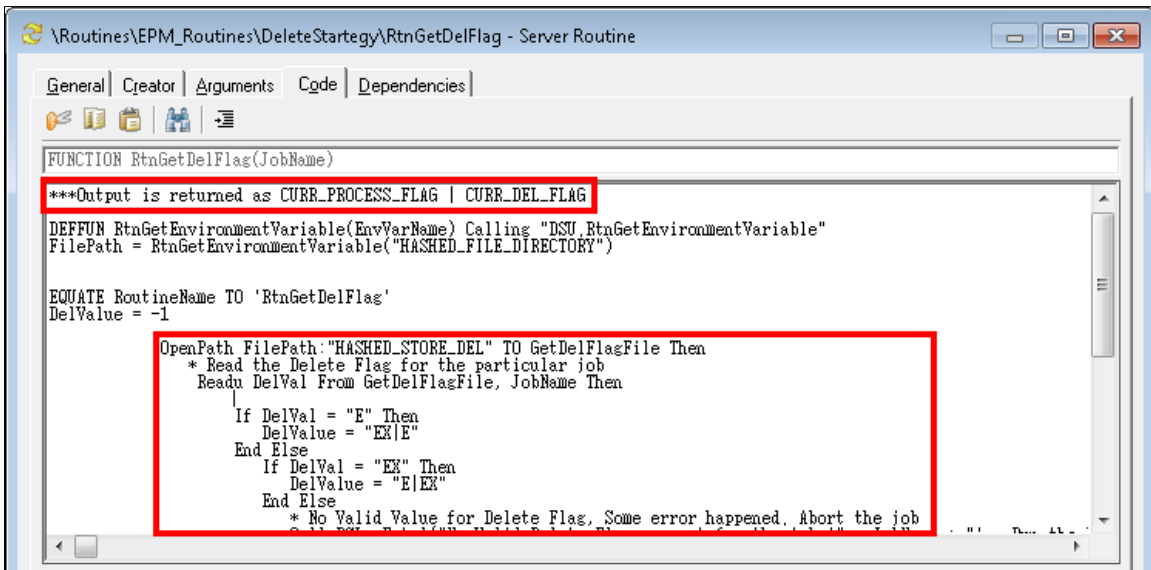 \Routines\EPM_Routines\DeleteStartegy\RtnGetDelFlag - Server Routine
General Creator Arguments Code Dependencies
FUNCTION RtnGetDelFlag(JobName)
***Output is returned as CURR_PROCESS_FLAG | CURR_DEL_FLAG
DEFFUN RtnGetEnvironmentVariable(EnvVarName) Calling "DSU.RtnGetEnvironmentVariable"
FilePath = RtnGetEnvironmentVariable("HASHED_FILE_DIRECTORY")
EQUATE RoutineName TO 'RtnGetDelFlag'
DelValue = -1
OpenPath FilePath:"HASHED_STORE_DEL" TO GetDelFlagFile Then
* Read the Delete Flag for the particular job
Readu DelVal From GetDelFlagFile, JobName Then
If DelVal = "E" Then
DelValue = "EX|E"
End Else
If DelVal = "EX" Then
DelValue = "E|EX"
End Else
* No Valid Value for Delete Flag, Some error happened, Abort the job